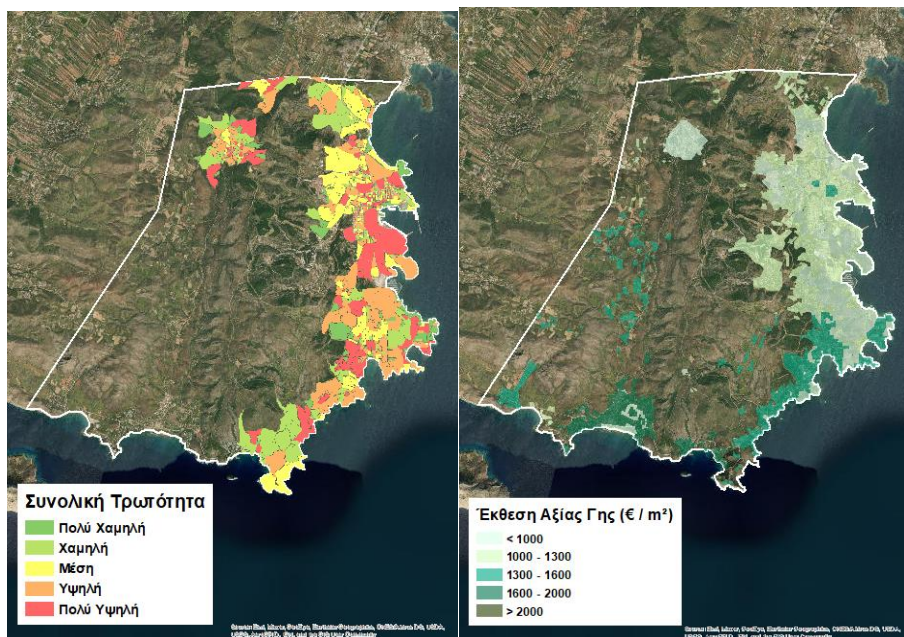 Συνολική Τρωτότητα
Πολύ Χαμηλή
Χαμηλή
Μέση
Υψηλή
Πολύ Υψηλή
Έκθεση Αξίας Γης (€ / m²)
< 1000
1000 - 1300
1300 - 1600
1600 - 2000
> 2000